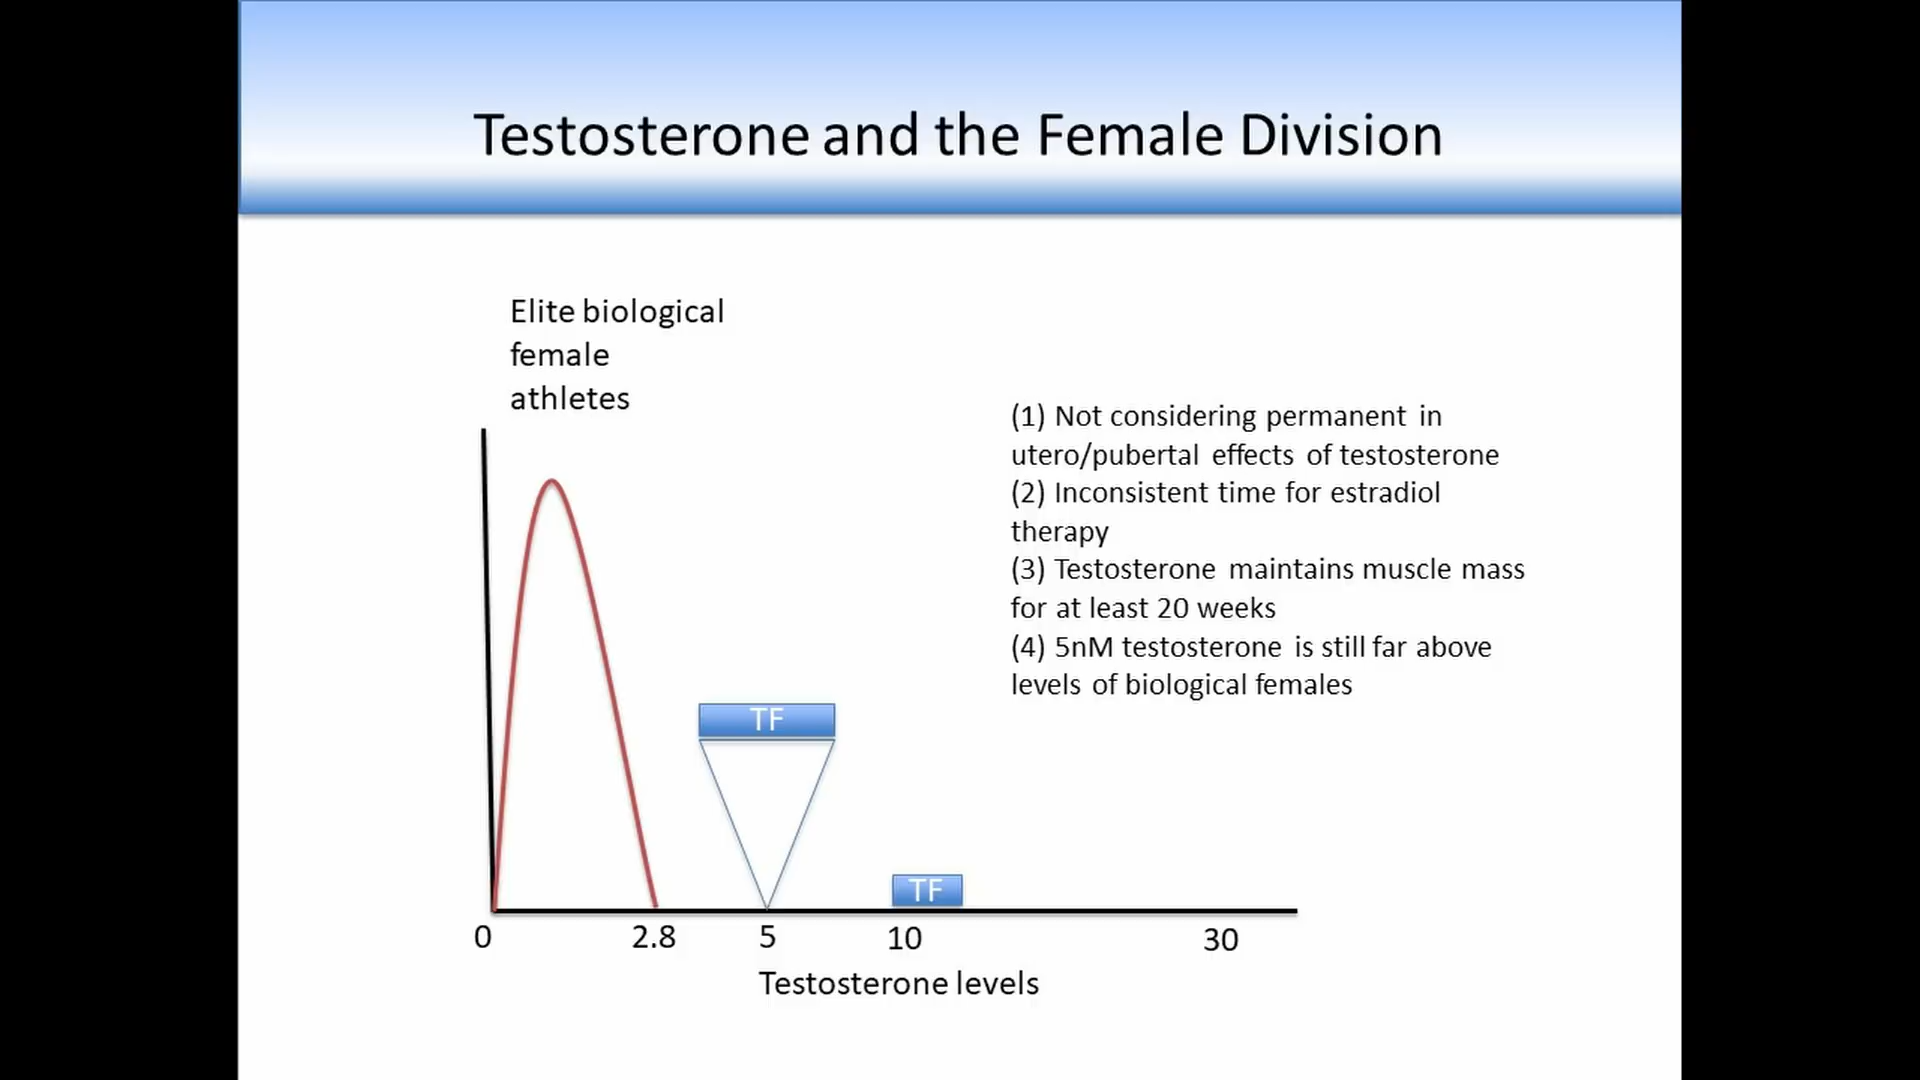 Testosterone and the Female Division
Elite biological
female
athletes
(1) Not considering permanent in
utero/pubertal effects of testosterone
(2) Inconsistent time for estradiol
therapy
(3) Testosterone maintains muscle mass
for at least 20 weeks
(4) 5nM testosterone is still far above
levels of biological females
TF
TF
0 2.8 5 10 30
Testosterone levels